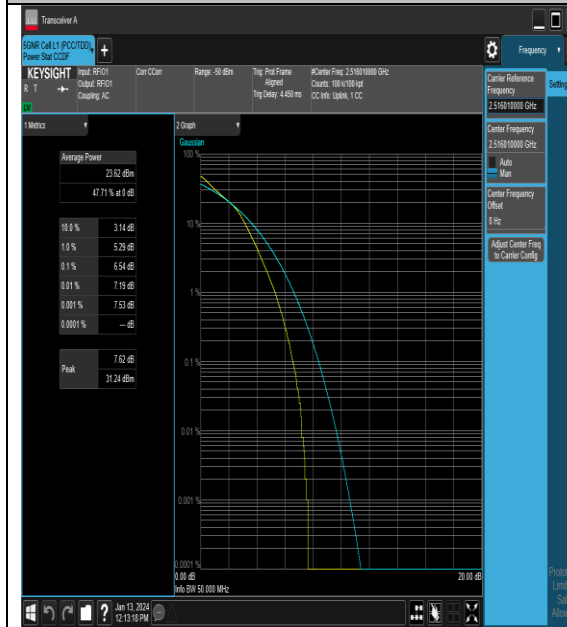 Transceiver A
5GNR Cell L1 (PCC/TDD),
Power Stat CCDF
+
Frequency
KEYSIGHT
R T
Input: RFIO1
Output: RFIO1
Coupling: AC
Corr CCorr
Range: -50 dBm
Trig: Prot Frame
Aligned
Trig Delay: 4.450 ms
#Center Freq: 2.516010000 GHz
Counts: 100 k/100 kpt
CC Info: Uplink, 1 CC
1 Metrics
Average Power
23.62 dBm
47.71 % at 0 dB
10.0 % 3.14 dB
1.0 % 5.29 dB
0.1 % 6.54 dB
0.01 % 7.19 dB
0.001 % 7.53 dB
0.0001 % --- dB
Peak
7.62 dB
31.24 dBm
2 Graph
Gaussian
100 %
10 %
1 %
0.1 %
0.01 %
0.001 %
0.0001 %
0.00 dB
20.00 dB
Info BW 50.000 MHz
Carrier Reference
Frequency
2.516010000 GHz
Center Frequency
2.516010000 GHz
Auto
Man
Center Frequency
Offset
0 Hz
Adjust Center Freq
to Carrier Config
Jan 13, 2024
12:13:18 PM